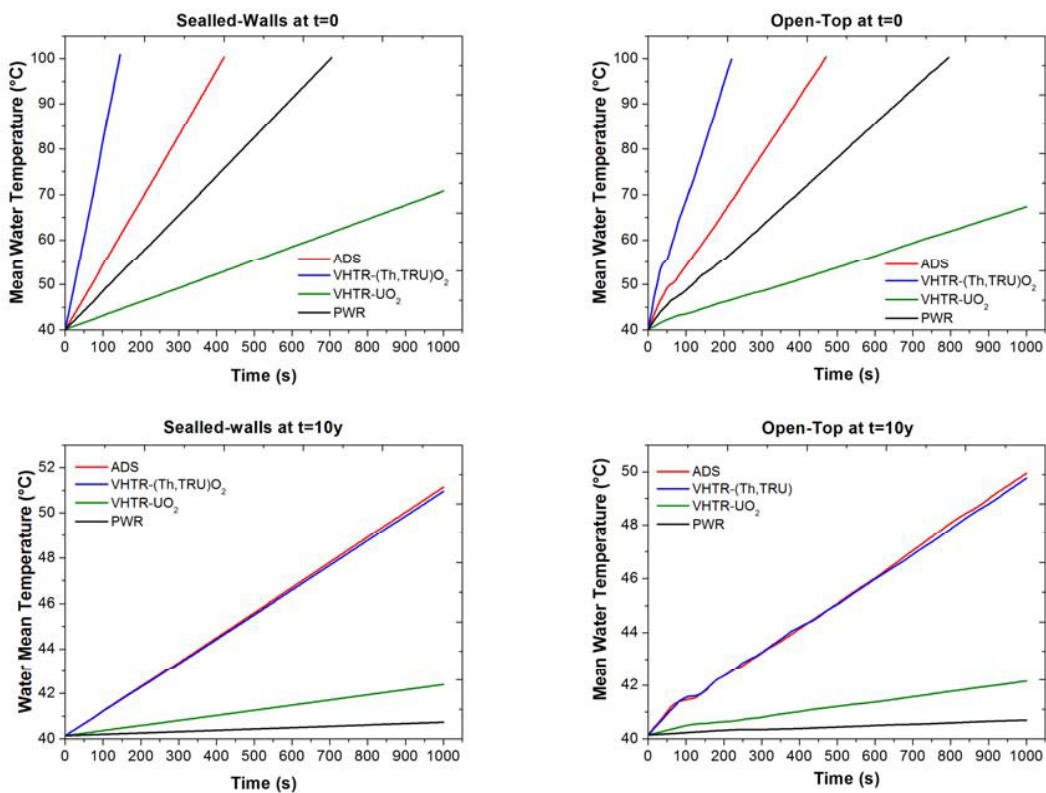 Sealled-Walls at t=0
Mean Water Temperature (°C)
100
90
80
70
60
50
40
ADS
VHTR-(Th,TRU)O₂
VHTR-UO₂
PWR
0 100 200 300 400 500 600 700 800 900 1000
Time (s)
Open-Top at t=0
Mean Water Temperature (°C)
100
90
80
70
60
50
40
ADS
VHTR-(Th,TRU)O₂
VHTR-UO₂
PWR
0 100 200 300 400 500 600 700 800 900 1000
Time (s)
Sealled-walls at t=10y
Water Mean Temperature (°C)
52
50
48
46
44
42
40
ADS
VHTR-(Th,TRU)O₂
VHTR-UO₂
PWR
0 100 200 300 400 500 600 700 800 900 1000
Time (s)
Open-Top at t=10y
Mean Water Temperature (°C)
50
48
46
44
42
40
ADS
VHTR-(Th,TRU)
VHTR-UO₂
PWR
0 100 200 300 400 500 600 700 800 900 1000
Time (s)